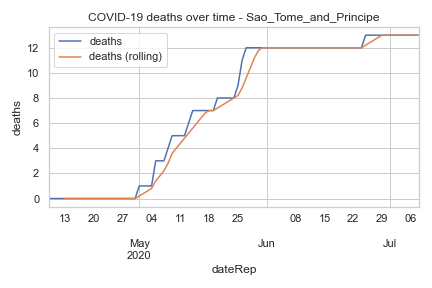 COVID-19 deaths over time - Sao_Tome_and_Principe
deaths
deaths (rolling)
deaths
12
10
8
6
4
2
0
13 20 27 04 11 18 25 08 15 22 29 06
May Jun Jul
2020
dateRep